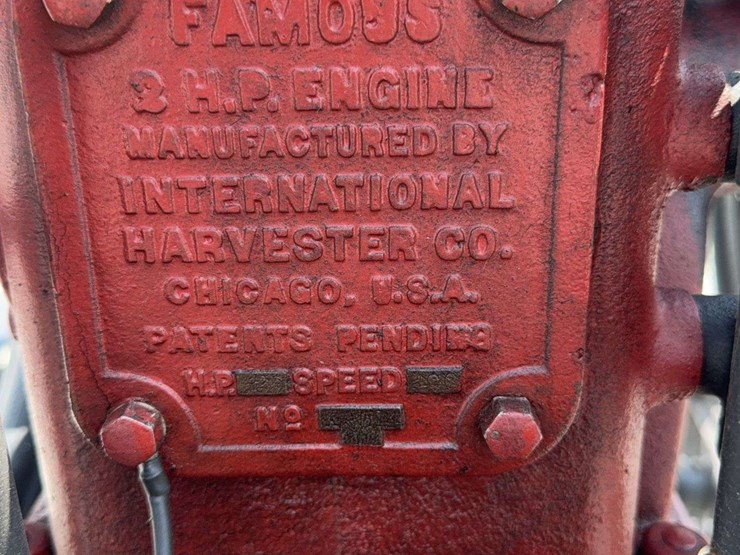 FAMOUS
2 H.P. ENGINE
MANUFACTURED BY
INTERNATIONAL
HARVESTER CO.
CHICAGO, U.S.A.
PATENTS PENDING
H.P. SPEED
No